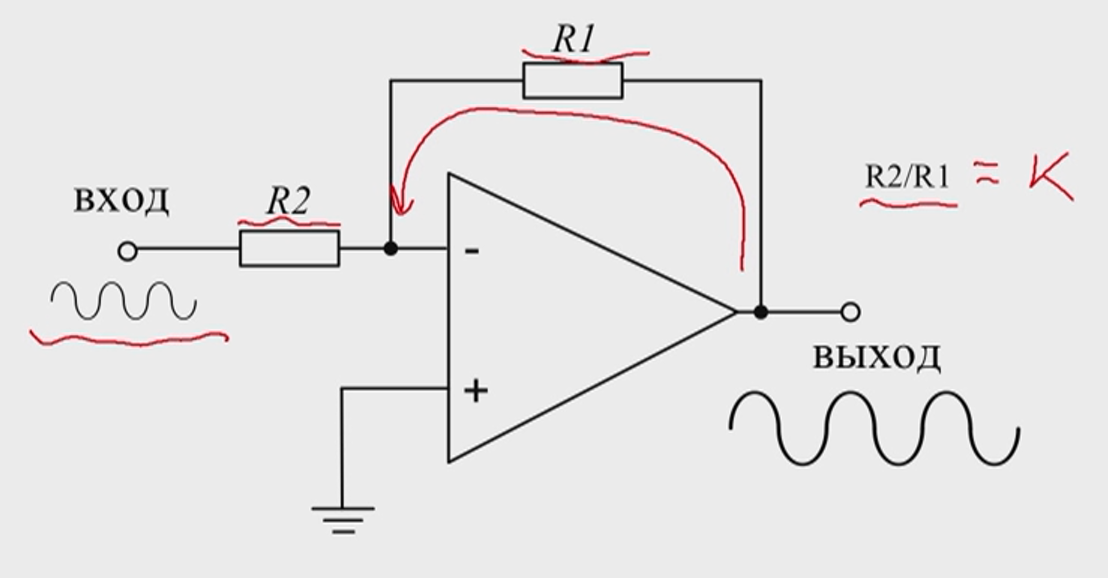 R1
ВХОД
R2
R2/R1 = K
-
+
ВЫХОД